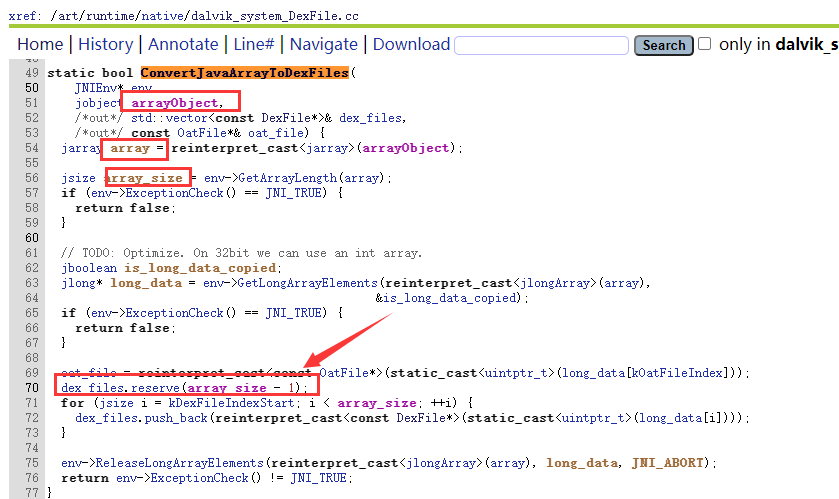 xref: /art/runtime/native/dalvik_system_DexFile.cc
Home | History | Annotate | Line# | Navigate | Download Search only in dalvik_s
49 static bool ConvertJavaArrayToDexFiles(
50 JNIEnv* env,
51 jobject arrayObject,
52 /*out*/ std::vector<const DexFile*>& dex_files,
53 /*out*/ const OatFile*& oat_file) {
54 jarray array = reinterpret_cast<jarray>(arrayObject);
55
56 jsize array_size = env->GetArrayLength(array);
57 if (env->ExceptionCheck() == JNI_TRUE) {
58 return false;
59 }
60
61 // TODO: Optimize. On 32bit we can use an int array.
62 jboolean is_long_data_copied;
63 jlong* long_data = env->GetLongArrayElements(reinterpret_cast<jlongArray>(array),
64 &is_long_data_copied);
65 if (env->ExceptionCheck() == JNI_TRUE) {
66 return false;
67 }
68
69 oat_file = reinterpret_cast<const OatFile*>(static_cast<uintptr_t>(long_data[kOatFileIndex]));
70 dex_files.reserve(array_size - 1);
71 for (jsize i = kDexFileIndexStart; i < array_size; ++i) {
72 dex_files.push_back(reinterpret_cast<const DexFile*>(static_cast<uintptr_t>(long_data[i])));
73 }
74
75 env->ReleaseLongArrayElements(reinterpret_cast<jlongArray>(array), long_data, JNI_ABORT);
76 return env->ExceptionCheck() != JNI_TRUE;
77 }